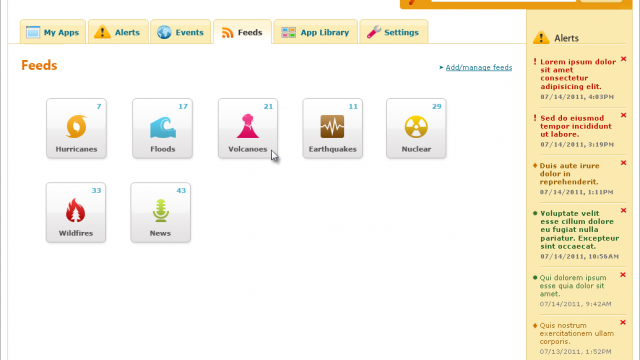 My Apps
Alerts
Events
Feeds
App Library
Settings
Feeds
Add/manage feeds
7
Hurricanes
17
Floods
21
Volcanoes
11
Earthquakes
29
Nuclear
33
Wildfires
43
News
Alerts
Lorem ipsum dolor
sit amet
consectetur
adipisicing elit.
07/14/2011, 4:03PM
Sed do eiusmod
tempor incididunt
ut labore.
07/14/2011, 3:19PM
Duis aute irure
dolor in
reprehenderit.
07/14/2011, 1:11PM
Voluptate velit
esse cillum dolore
eu fugiat nulla
pariatur. Excepteur
sint occaecat.
07/14/2011, 10:56AM
Qui dolorem ipsum
esse quia dolor sit
amet.
07/14/2011, 9:42AM
Quis nostrum
exercitationem ullam
corporis.
07/13/2011, 1:52PM